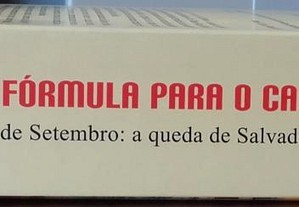 FÓRMULA PARA O CA
de Setembro: a queda de Salvad